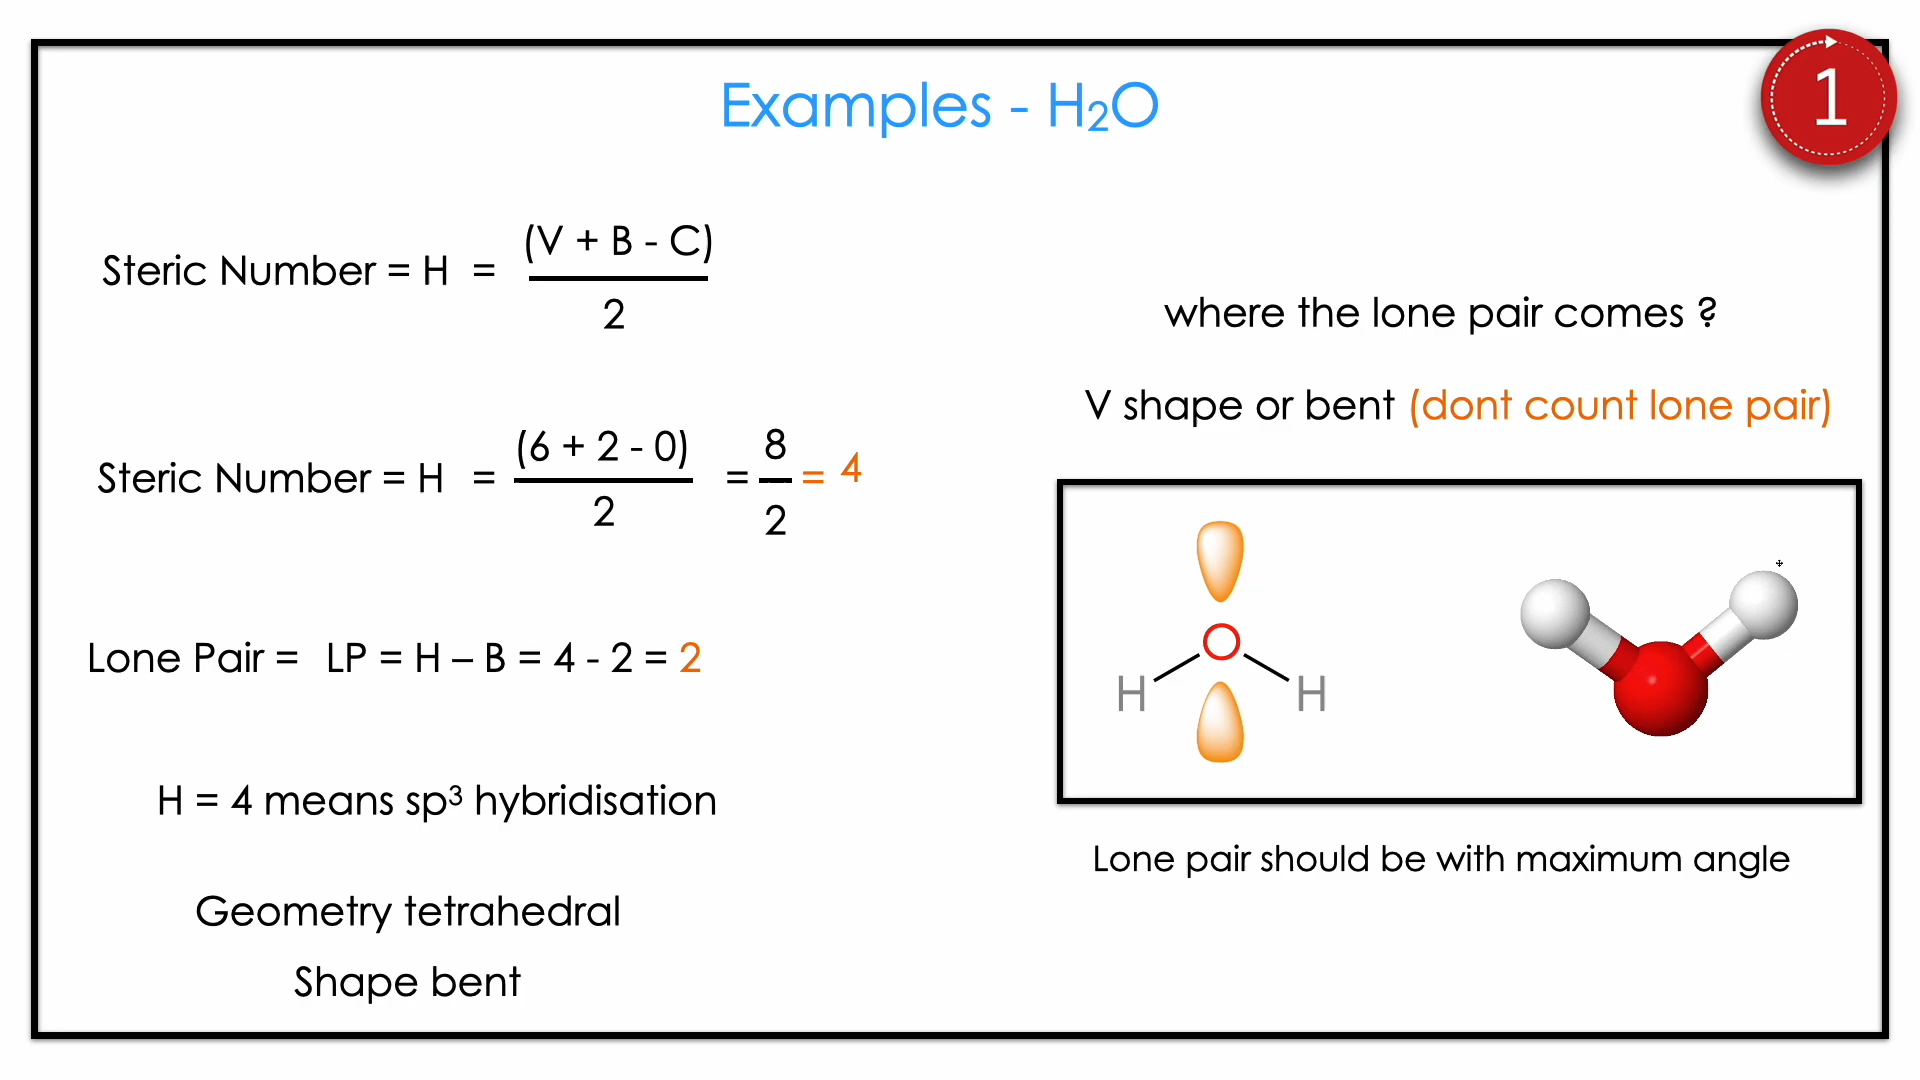 1
Examples - H₂O
Steric Number = H = (V + B - C)
2
Steric Number = H = (6 + 2 - 0) = 8 = 4
2 2
Lone Pair = LP = H – B = 4 - 2 = 2
H = 4 means sp³ hybridisation
Geometry tetrahedral
Shape bent
where the lone pair comes ?
V shape or bent (dont count lone pair)
O
H H
Lone pair should be with maximum angle